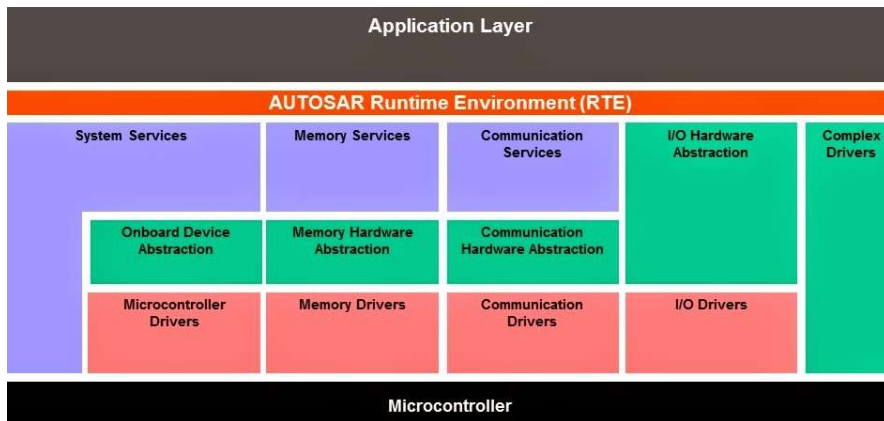 Application Layer
AUTOSAR Runtime Environment (RTE)
System Services
Memory Services
Communication
Services
I/O Hardware
Abstraction
Complex
Drivers
Onboard Device
Abstraction
Memory Hardware
Abstraction
Communication
Hardware Abstraction
Microcontroller
Drivers
Memory Drivers
Communication
Drivers
I/O Drivers
Microcontroller